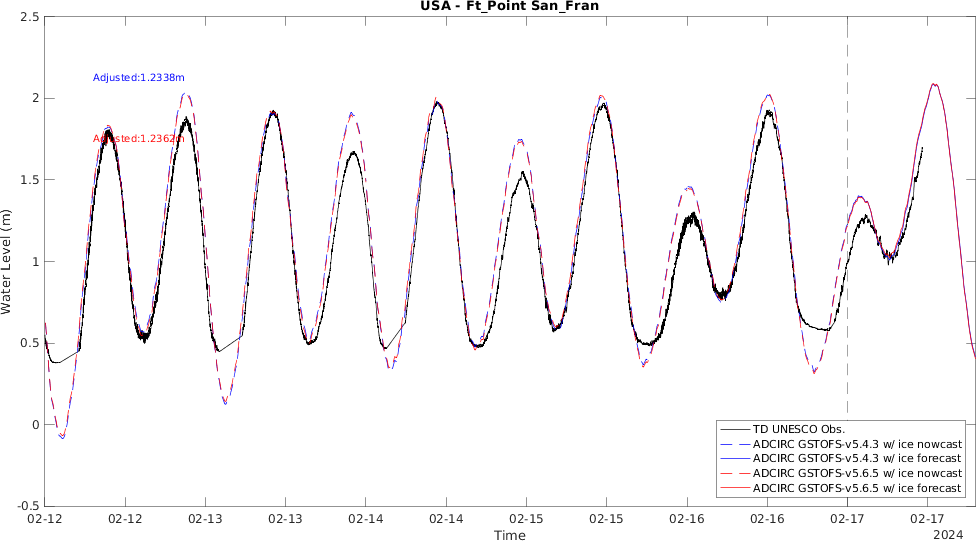 USA - Ft_Point San_Fran
2.5
2
1.5
1
0.5
0
-0.5
Water Level (m)
Adjusted:1.2338m
Adjusted:1.2362m
TD UNESCO Obs.
ADCIRC GSTOFS-v5.4.3 w/ ice nowcast
ADCIRC GSTOFS-v5.4.3 w/ ice forecast
ADCIRC GSTOFS-v5.6.5 w/ ice nowcast
ADCIRC GSTOFS-v5.6.5 w/ ice forecast
02-12 02-12 02-13 02-13 02-14 02-14 02-15 02-15 02-16 02-16 02-17 02-17
Time
2024